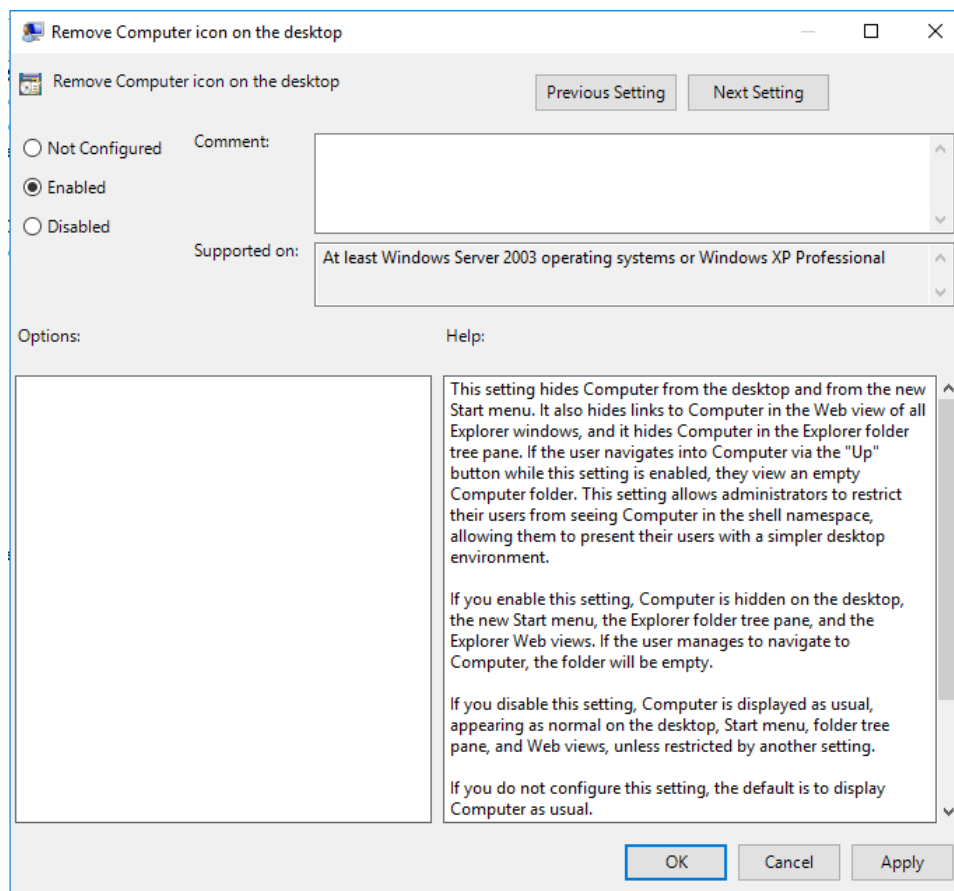 Remove Computer icon on the desktop
Remove Computer icon on the desktop
Previous Setting
Next Setting
Not Configured
Comment:
Enabled
Disabled
Supported on:
At least Windows Server 2003 operating systems or Windows XP Professional
Options:
Help:
This setting hides Computer from the desktop and from the new
Start menu. It also hides links to Computer in the Web view of all
Explorer windows, and it hides Computer in the Explorer folder
tree pane. If the user navigates into Computer via the "Up"
button while this setting is enabled, they view an empty
Computer folder. This setting allows administrators to restrict
their users from seeing Computer in the shell namespace,
allowing them to present their users with a simpler desktop
environment.
If you enable this setting, Computer is hidden on the desktop,
the new Start menu, the Explorer folder tree pane, and the
Explorer Web views. If the user manages to navigate to
Computer, the folder will be empty.
If you disable this setting, Computer is displayed as usual,
appearing as normal on the desktop, Start menu, folder tree
pane, and Web views, unless restricted by another setting.
If you do not configure this setting, the default is to display
Computer as usual.
OK
Cancel
Apply